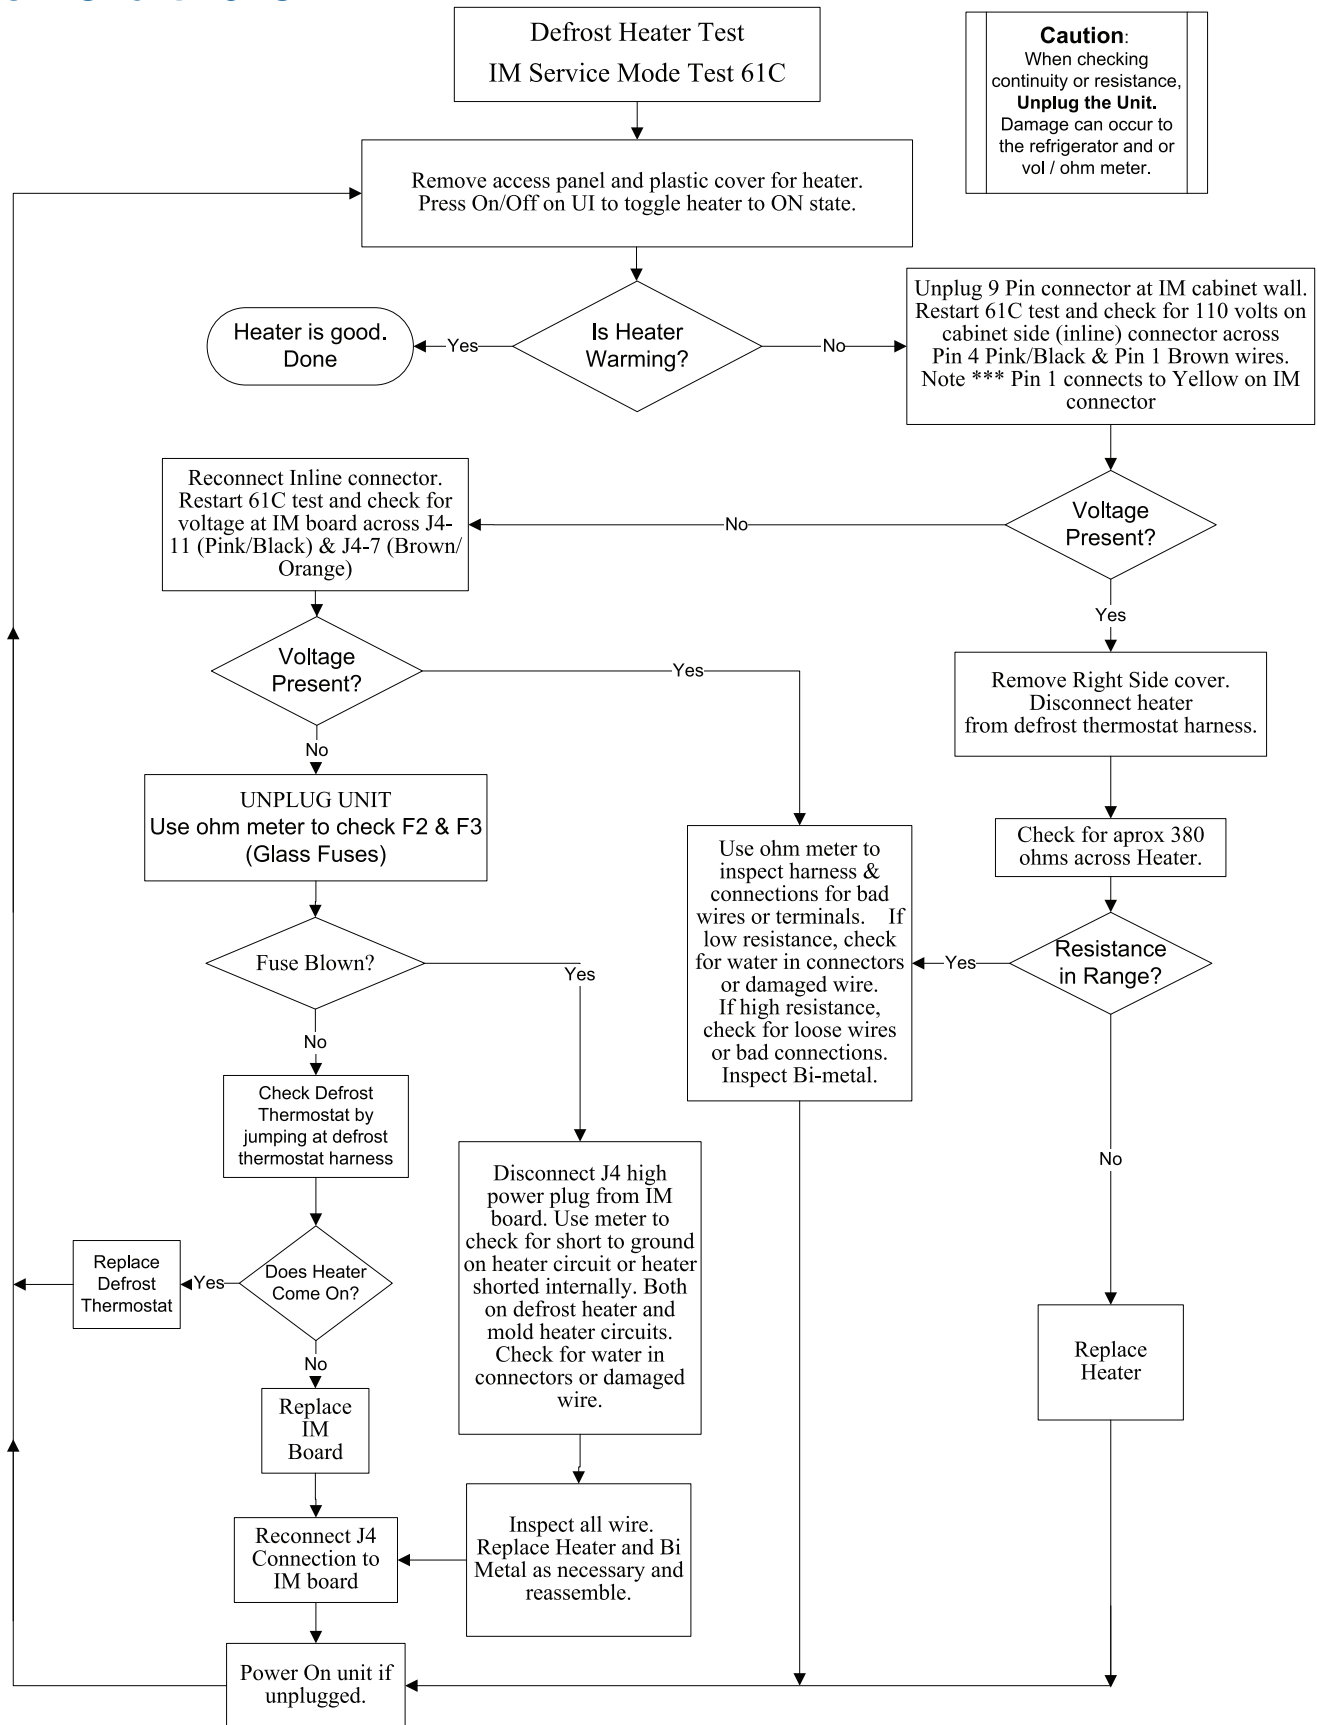 Defrost Heater Test
IM Service Mode Test 61C
Caution:
When checking
continuity or resistance,
Unplug the Unit.
Damage can occur to
the refrigerator and or
vol / ohm meter.
Remove access panel and plastic cover for heater.
Press On/Off on UI to toggle heater to ON state.
Is Heater
Warming?
Yes
Heater is good.
Done
No
Unplug 9 Pin connector at IM cabinet wall.
Restart 61C test and check for 110 volts on
cabinet side (inline) connector across
Pin 4 Pink/Black & Pin 1 Brown wires.
Note *** Pin 1 connects to Yellow on IM
connector
Voltage
Present?
No
Reconnect Inline connector.
Restart 61C test and check for
voltage at IM board across J4-
11 (Pink/Black) & J4-7 (Brown/
Orange)
Yes
Remove Right Side cover.
Disconnect heater
from defrost thermostat harness.
Check for aprox 380
ohms across Heater.
Resistance
in Range?
Yes
No
Replace
Heater
Voltage
Present?
Yes
Use ohm meter to
inspect harness &
connections for bad
wires or terminals. If
low resistance, check
for water in connectors
or damaged wire.
If high resistance,
check for loose wires
or bad connections.
Inspect Bi-metal.
No
UNPLUG UNIT
Use ohm meter to check F2 & F3
(Glass Fuses)
Fuse Blown?
Yes
Disconnect J4 high
power plug from IM
board. Use meter to
check for short to ground
on heater circuit or heater
shorted internally. Both
on defrost heater and
mold heater circuits.
Check for water in
connectors or damaged
wire.
Inspect all wire.
Replace Heater and Bi
Metal as necessary and
reassemble.
No
Check Defrost
Thermostat by
jumping at defrost
thermostat harness
Does Heater
Come On?
Yes
Replace
Defrost
Thermostat
No
Replace
IM
Board
Reconnect J4
Connection to
IM board
Power On unit if
unplugged.